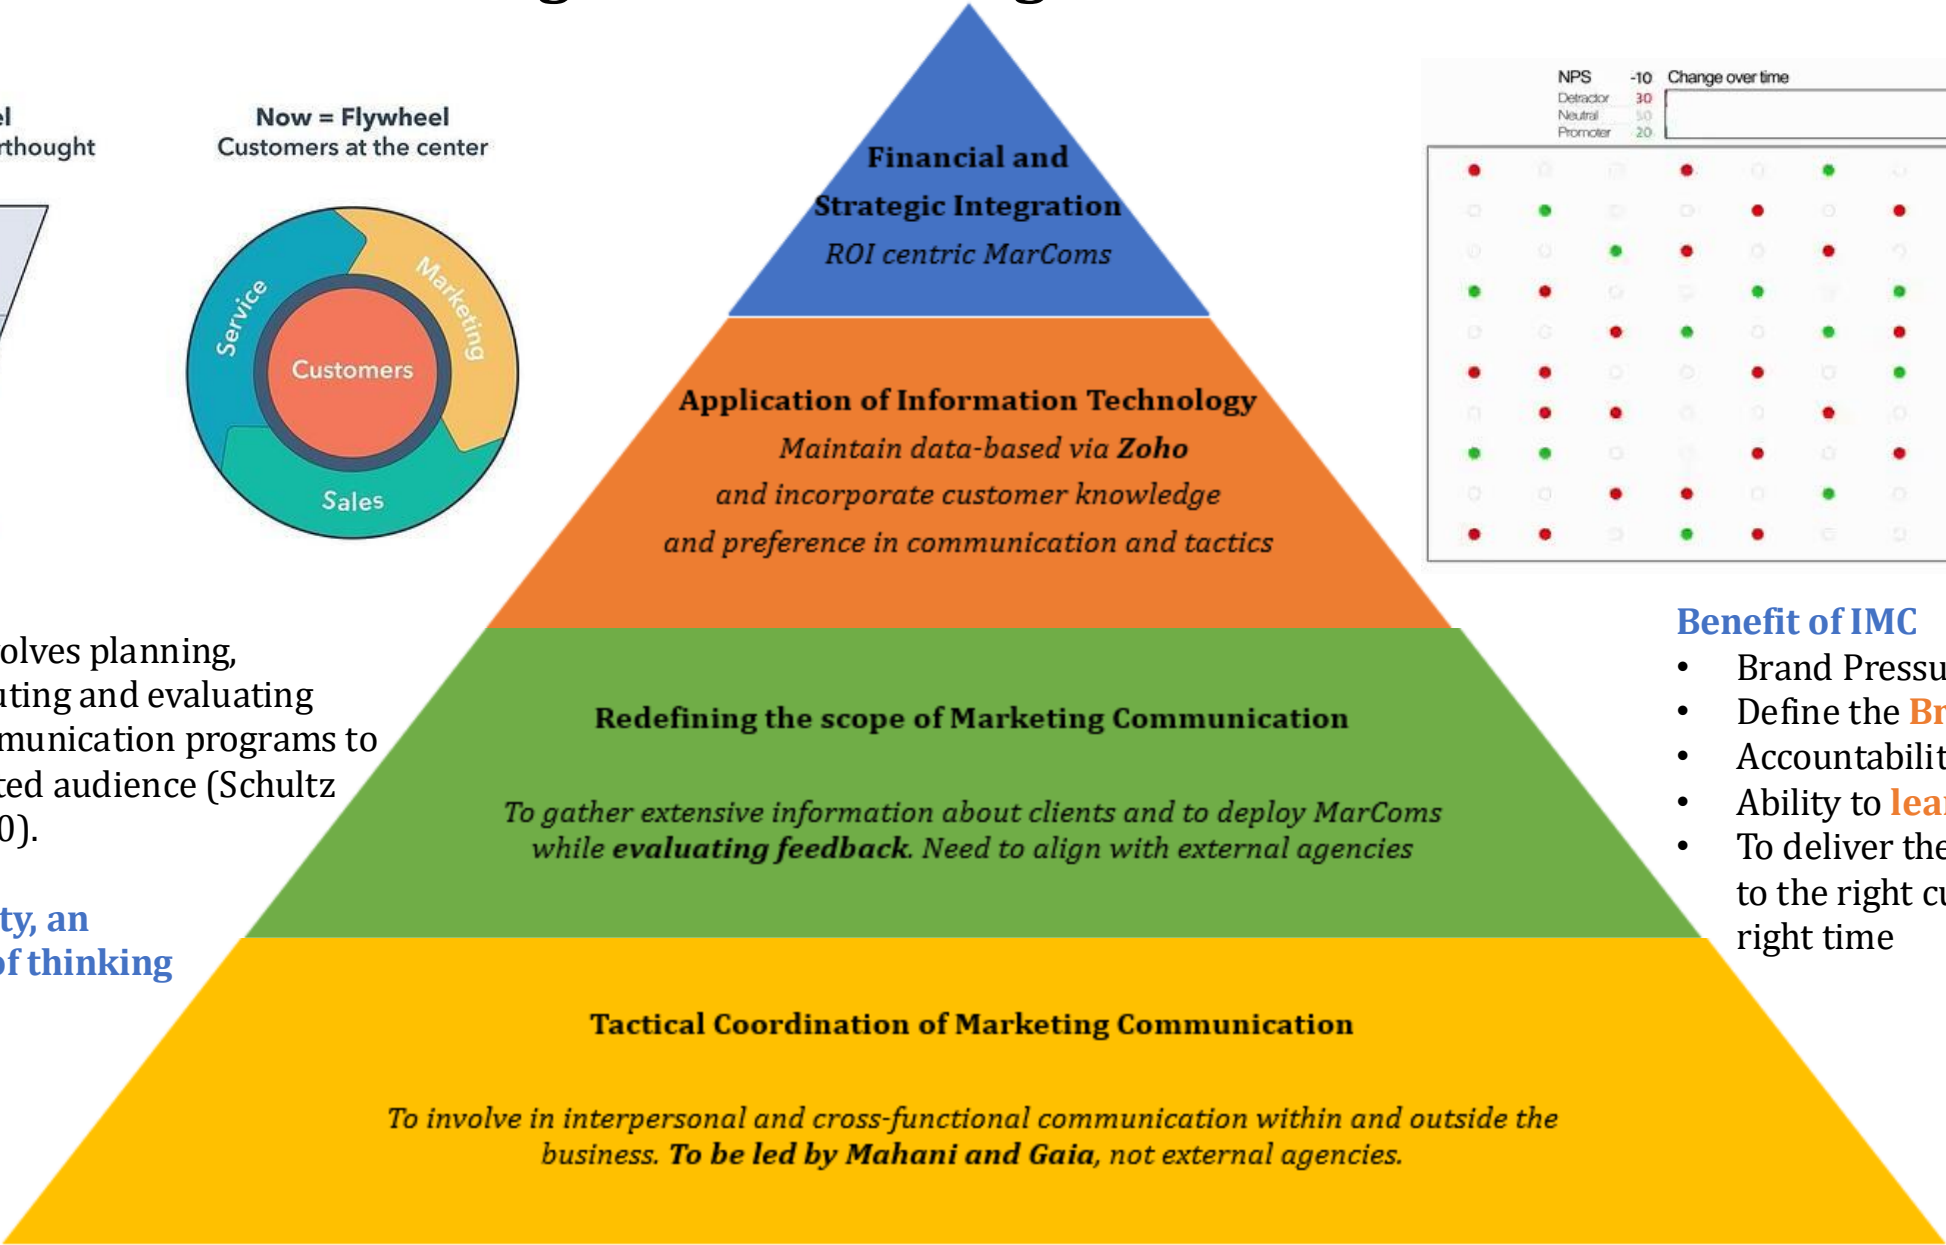 Now = Flywheel
Customers at the center
Service
Marketing
Customers
Sales
Financial and
Strategic Integration
ROI centric MarComs
Application of Information Technology
Maintain data-based via Zoho
and incorporate customer knowledge
and preference in communication and tactics
Redefining the scope of Marketing Communication
To gather extensive information about clients and to deploy MarComs
while evaluating feedback. Need to align with external agencies
Tactical Coordination of Marketing Communication
To involve in interpersonal and cross-functional communication within and outside the
business. To be led by Mahani and Gaia, not external agencies.
planning,
and evaluating
programs to
audience (Schultz
an
of thinking
NPS -10 Change over time
Detractor 30
Neutral 50
Promoter 20
Benefit of IMC
• Brand
• Define the
•
• Ability to
• To deliver the
to the right
right time